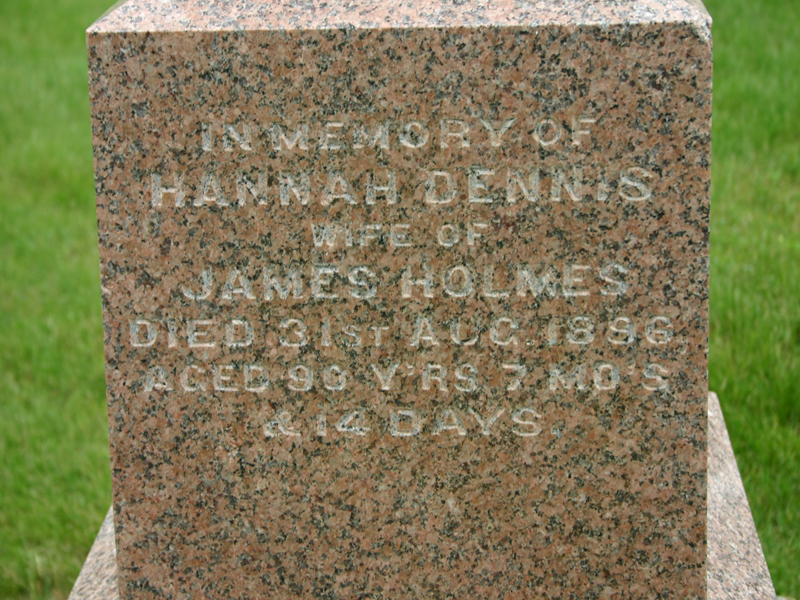 IN MEMORY OF
HANNAH DENNIS
WIFE OF
JAMES HOLMES
DIED 31ST AUG. 1896
AGED 90 Y'RS 7 MO'S
& 14 DAYS.